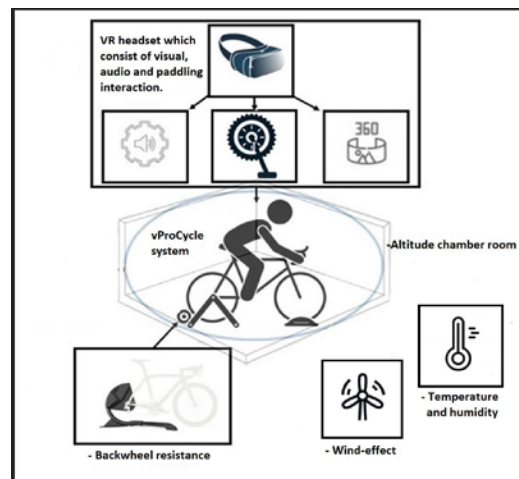 VR headset which
consist of visual,
audio and paddling
interaction.
360
vProCycle
system
-Altitude chamber room
- Temperature
and humidity
- Backwheel resistance
- Wind-effect